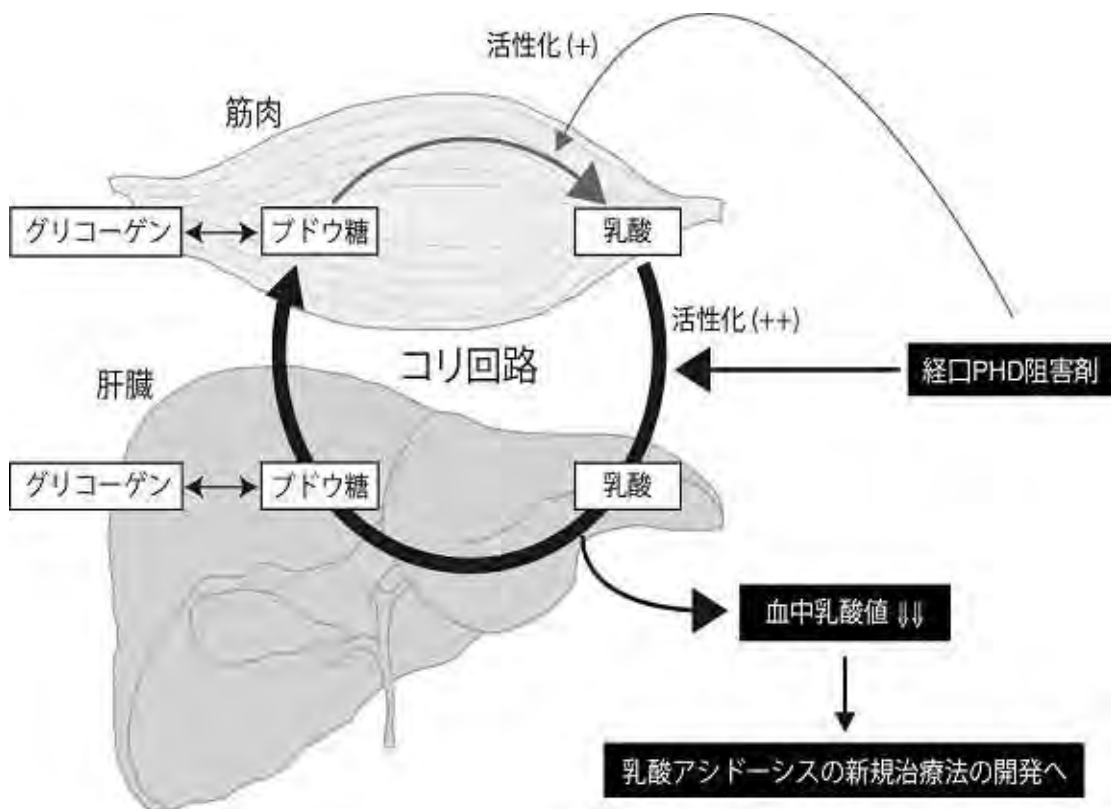 活性化 (+)
筋肉
グリコーゲン
ブドウ糖
乳酸
活性化 (++)
コリ回路
経口PHD阻害剤
肝臓
グリコーゲン
ブドウ糖
乳酸
血中乳酸値 ⇓⇓
乳酸アシドーシスの新規治療法の開発へ